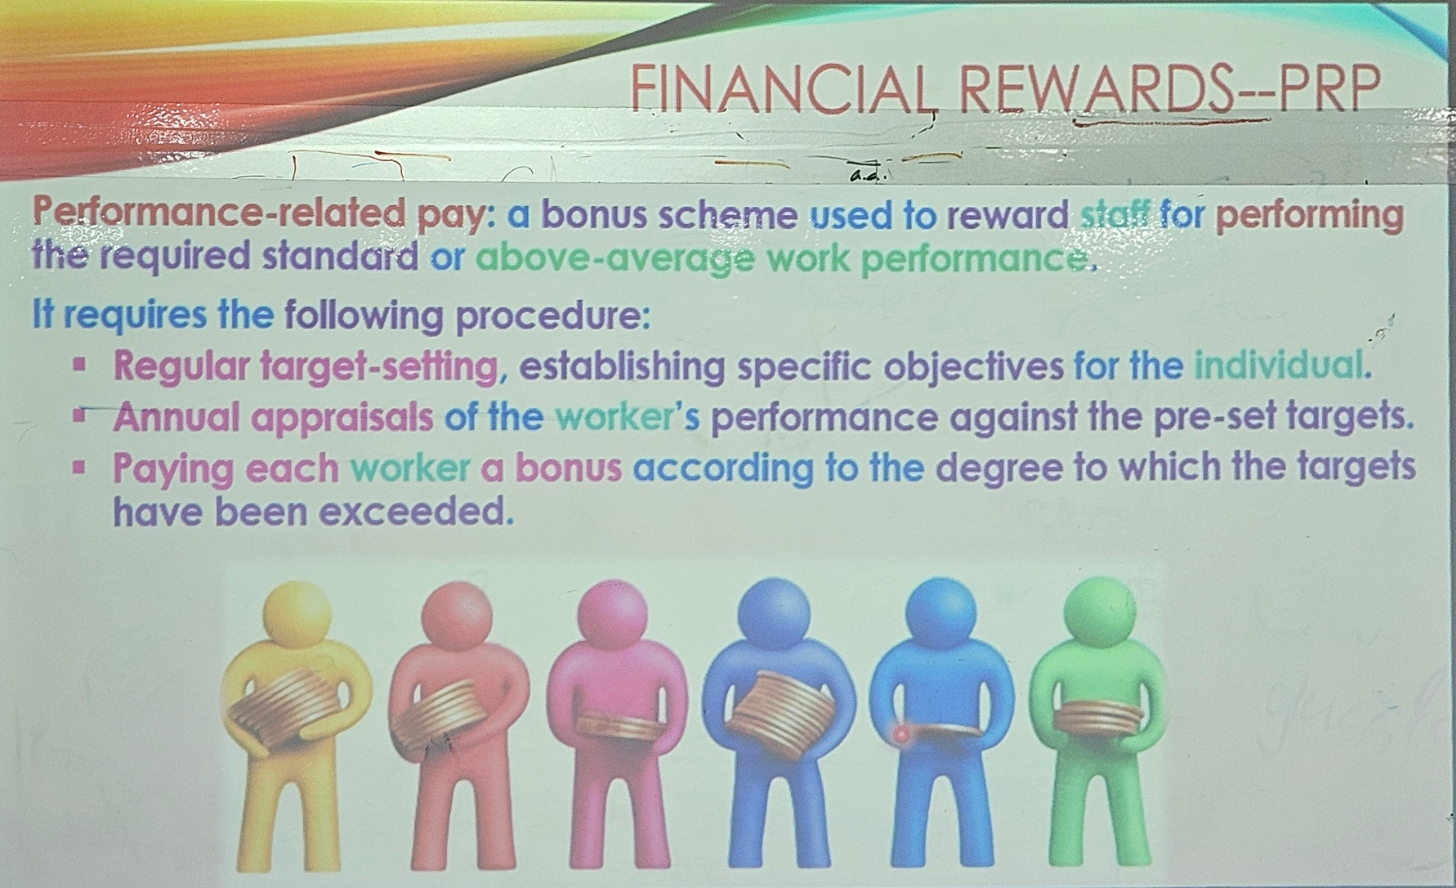 FINANCIAL REWARDS--PRP
a.d.
Performance-related pay: a bonus scheme used to reward staff for performing
the required standard or above-average work performance.
It requires the following procedure:
▪ Regular target-setting, establishing specific objectives for the individual.
▪ Annual appraisals of the worker's performance against the pre-set targets.
▪ Paying each worker a bonus according to the degree to which the targets
have been exceeded.